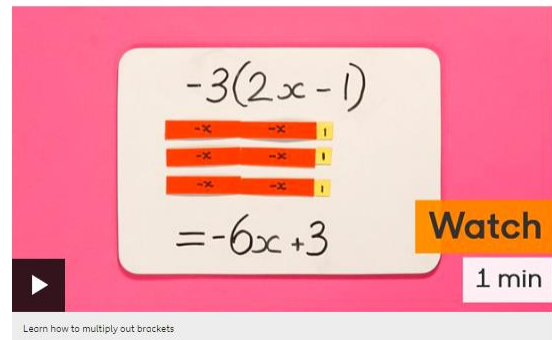 -3(2x-1)
-x -x 1
-x -x 1
-x -x 1
=-6x+3
Watch
1 min
Learn how to multiply out brackets